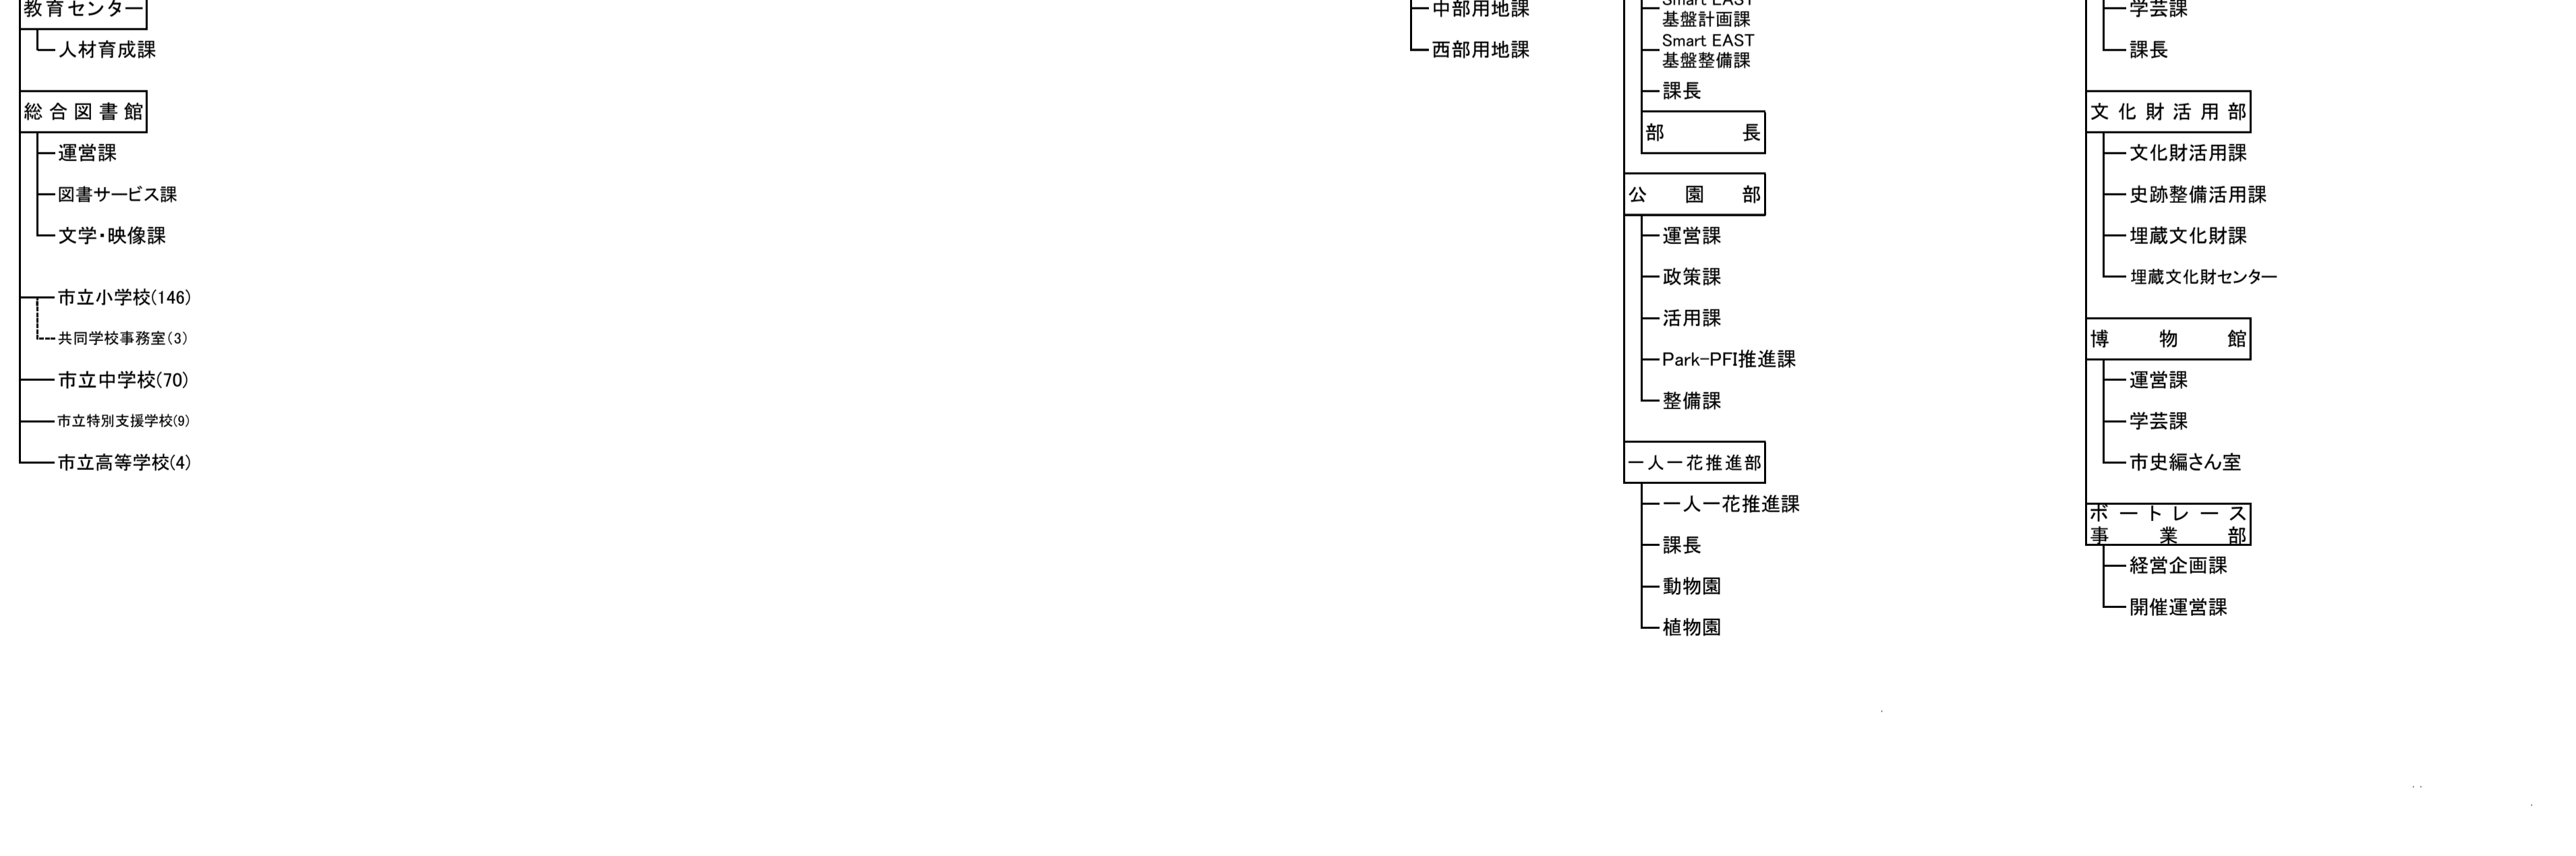 教育センター
人材育成課
総合図書館
運営課
図書サービス課
文学・映像課
市立小学校(146)
共同学校事務室(3)
市立中学校(70)
市立特別支援学校(9)
市立高等学校(4)
中部用地課
西部用地課
Smart EAST
基盤計画課
Smart EAST
基盤整備課
課長
部長
公園部
運営課
政策課
活用課
Park-PFI推進課
整備課
一人一花推進部
一人一花推進課
課長
動物園
植物園
学芸課
課長
文化財活用部
文化財活用課
史跡整備活用課
埋蔵文化財課
埋蔵文化財センター
博物館
運営課
学芸課
市史編さん室
ボートレース
事業部
経営企画課
開催運営課